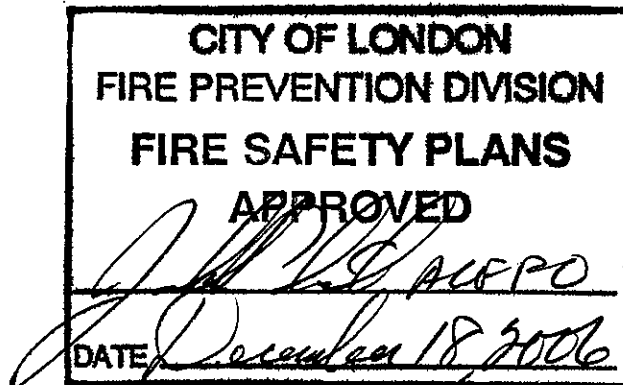 CITY OF LONDON
FIRE PREVENTION DIVISION
FIRE SAFETY PLANS
APPROVED
ACFPO
DATE December 18, 2006